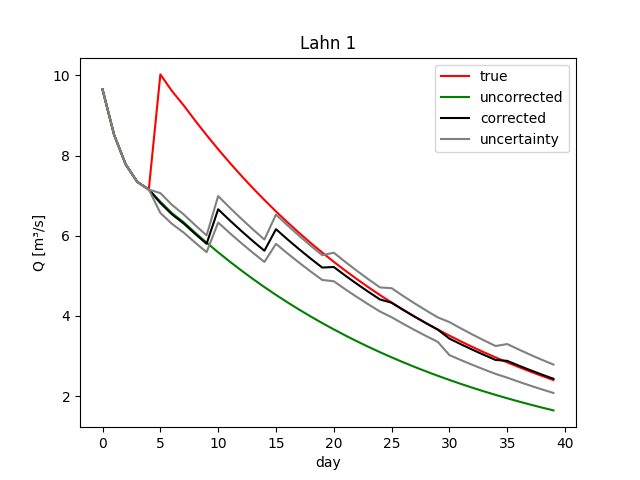 Lahn 1
true
uncorrected
corrected
uncertainty
Q [m³/s]
10
8
6
4
2
0 5 10 15 20 25 30 35 40
day